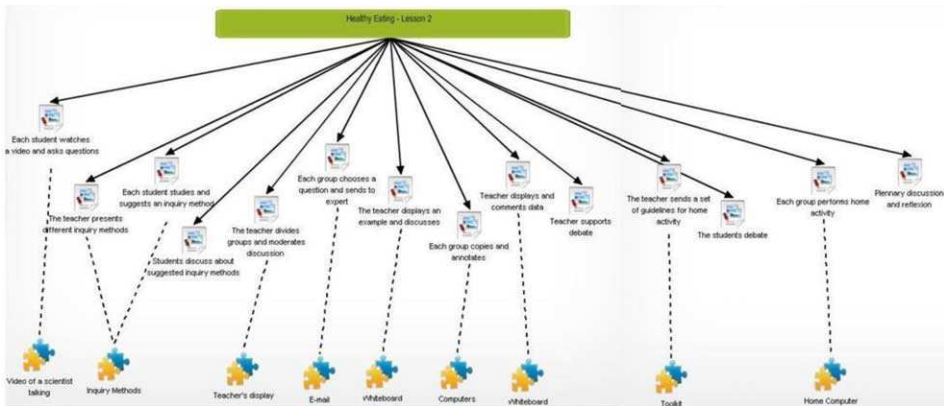 Healthy Eating - Lesson 2
Each student watches
a video and asks questions
The teacher presents
different inquiry methods
Each student studies and
suggests an inquiry method
Students discuss about
suggested inquiry methods
The teacher divides
groups and moderates
discussion
Each group chooses a
question and sends to
expert
The teacher displays an
example and discusses
Each group copies and
annotates
Teacher displays and
comments data
Teacher supports
debate
The teacher sends a set
of guidelines for home
activity
The students debate
Each group performs home
activity
Plennary discussion
and reflexion
Video of a scientist
talking
Inquiry Methods
Teacher's display
E-mail
Whiteboard
Computers
Whiteboard
Toolkit
Home Computer